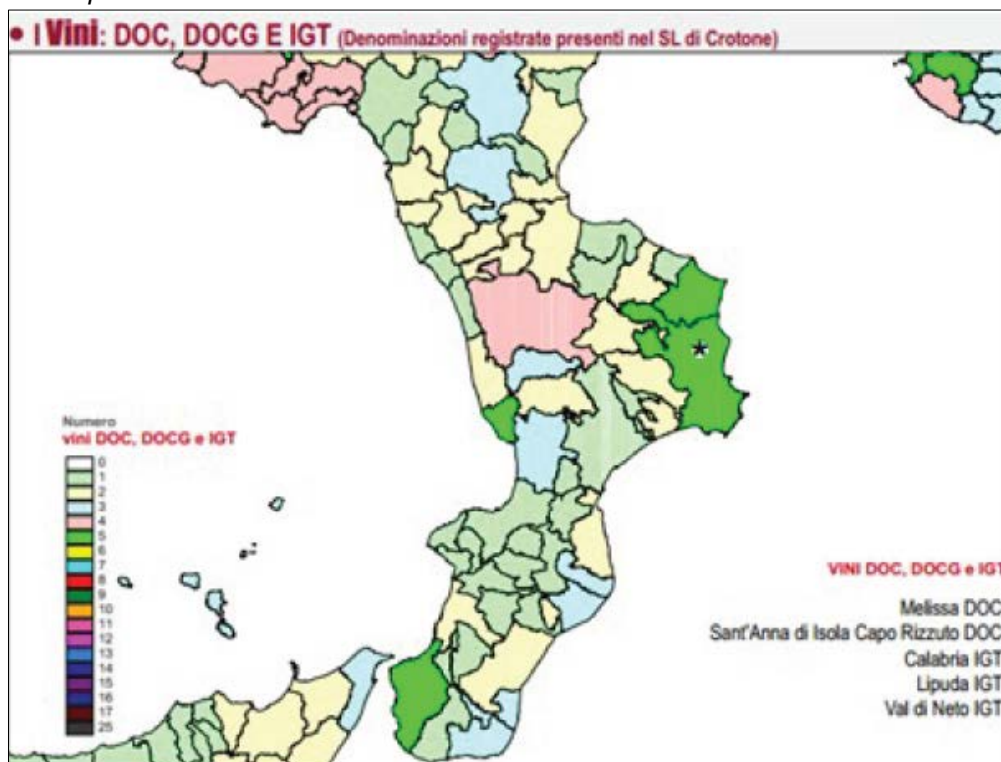 • I Vini: DOC, DOCG E IGT (Denominazioni registrate presenti nel SL di Crotone)
Numero
vini DOC, DOCG e IGT
0
1
2
3
4
5
6
7
8
9
10
11
12
13
14
15
16
17
25
VINI DOC, DOCG e IGT
Melissa DOC
Sant'Anna di Isola Capo Rizzuto DOC
Calabria IGT
Lipuda IGT
Val di Neto IGT